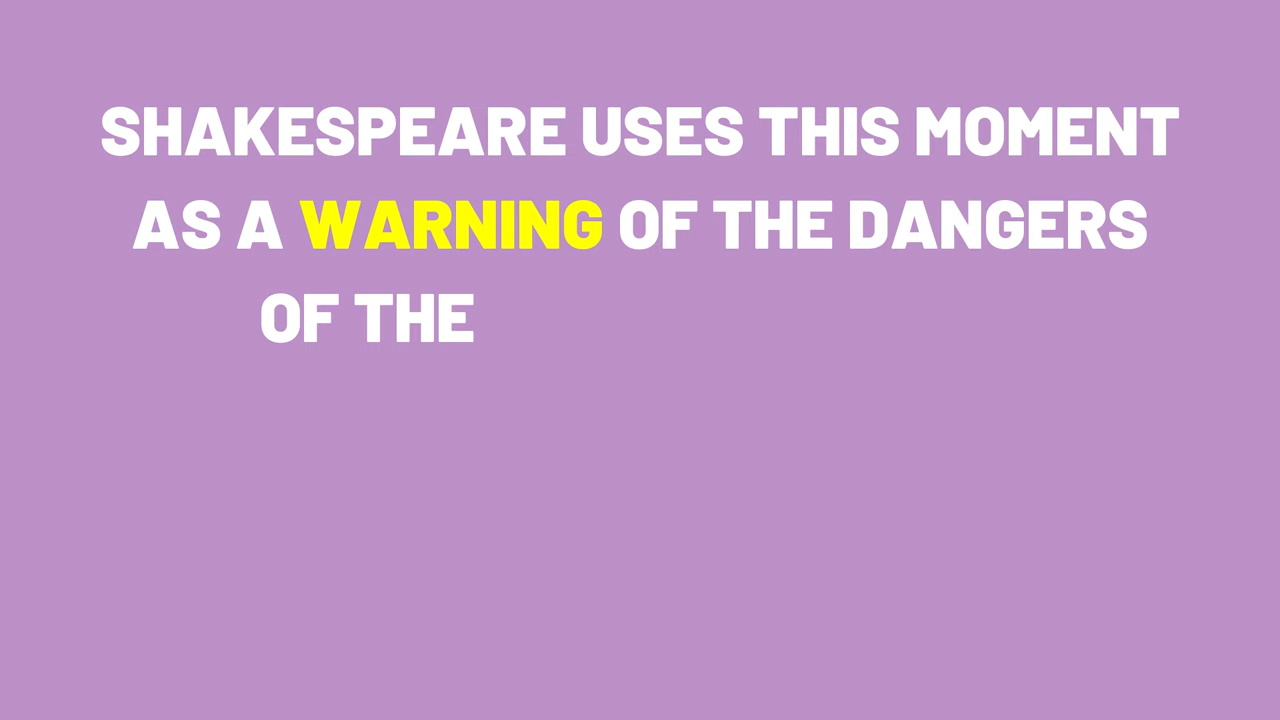 SHAKESPEARE USES THIS MOMENT
AS A WARNING OF THE DANGERS
OF THE